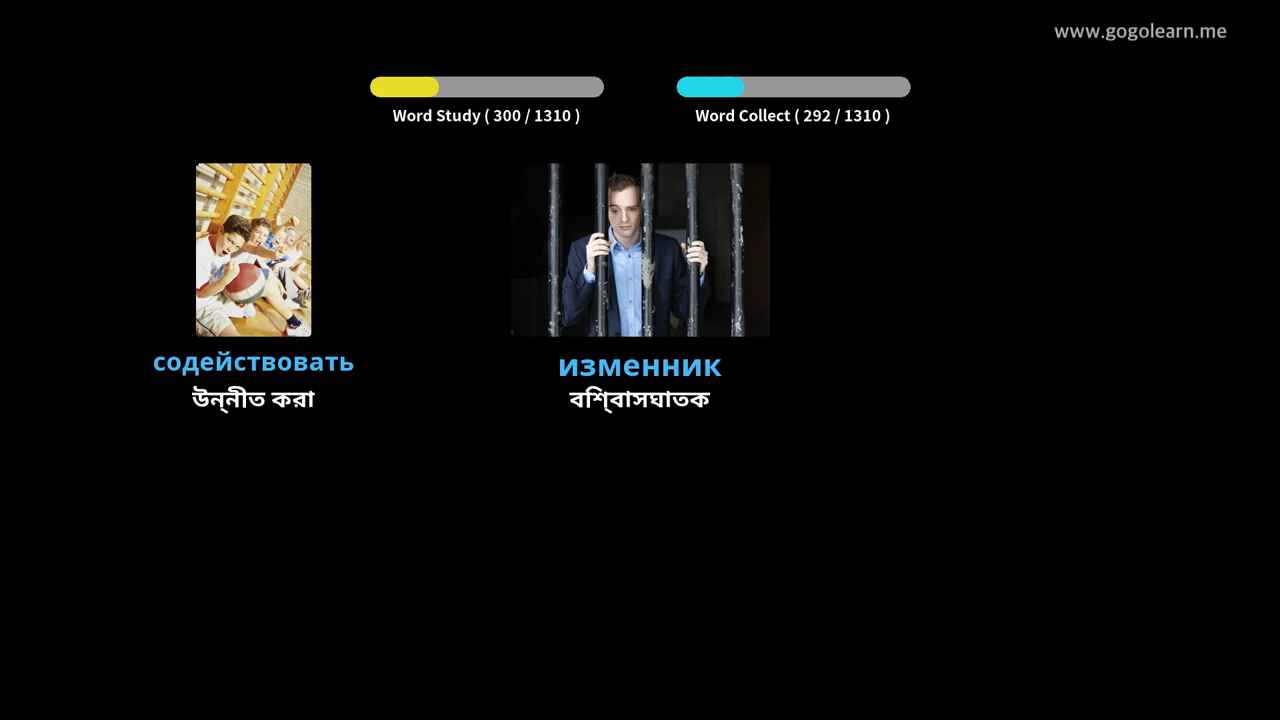 www.gogolearn.me
Word Study ( 300 / 1310 )
Word Collect ( 292 / 1310 )
содействовать
উন্নীত করা
изменник
বিশ্বাসঘাতক